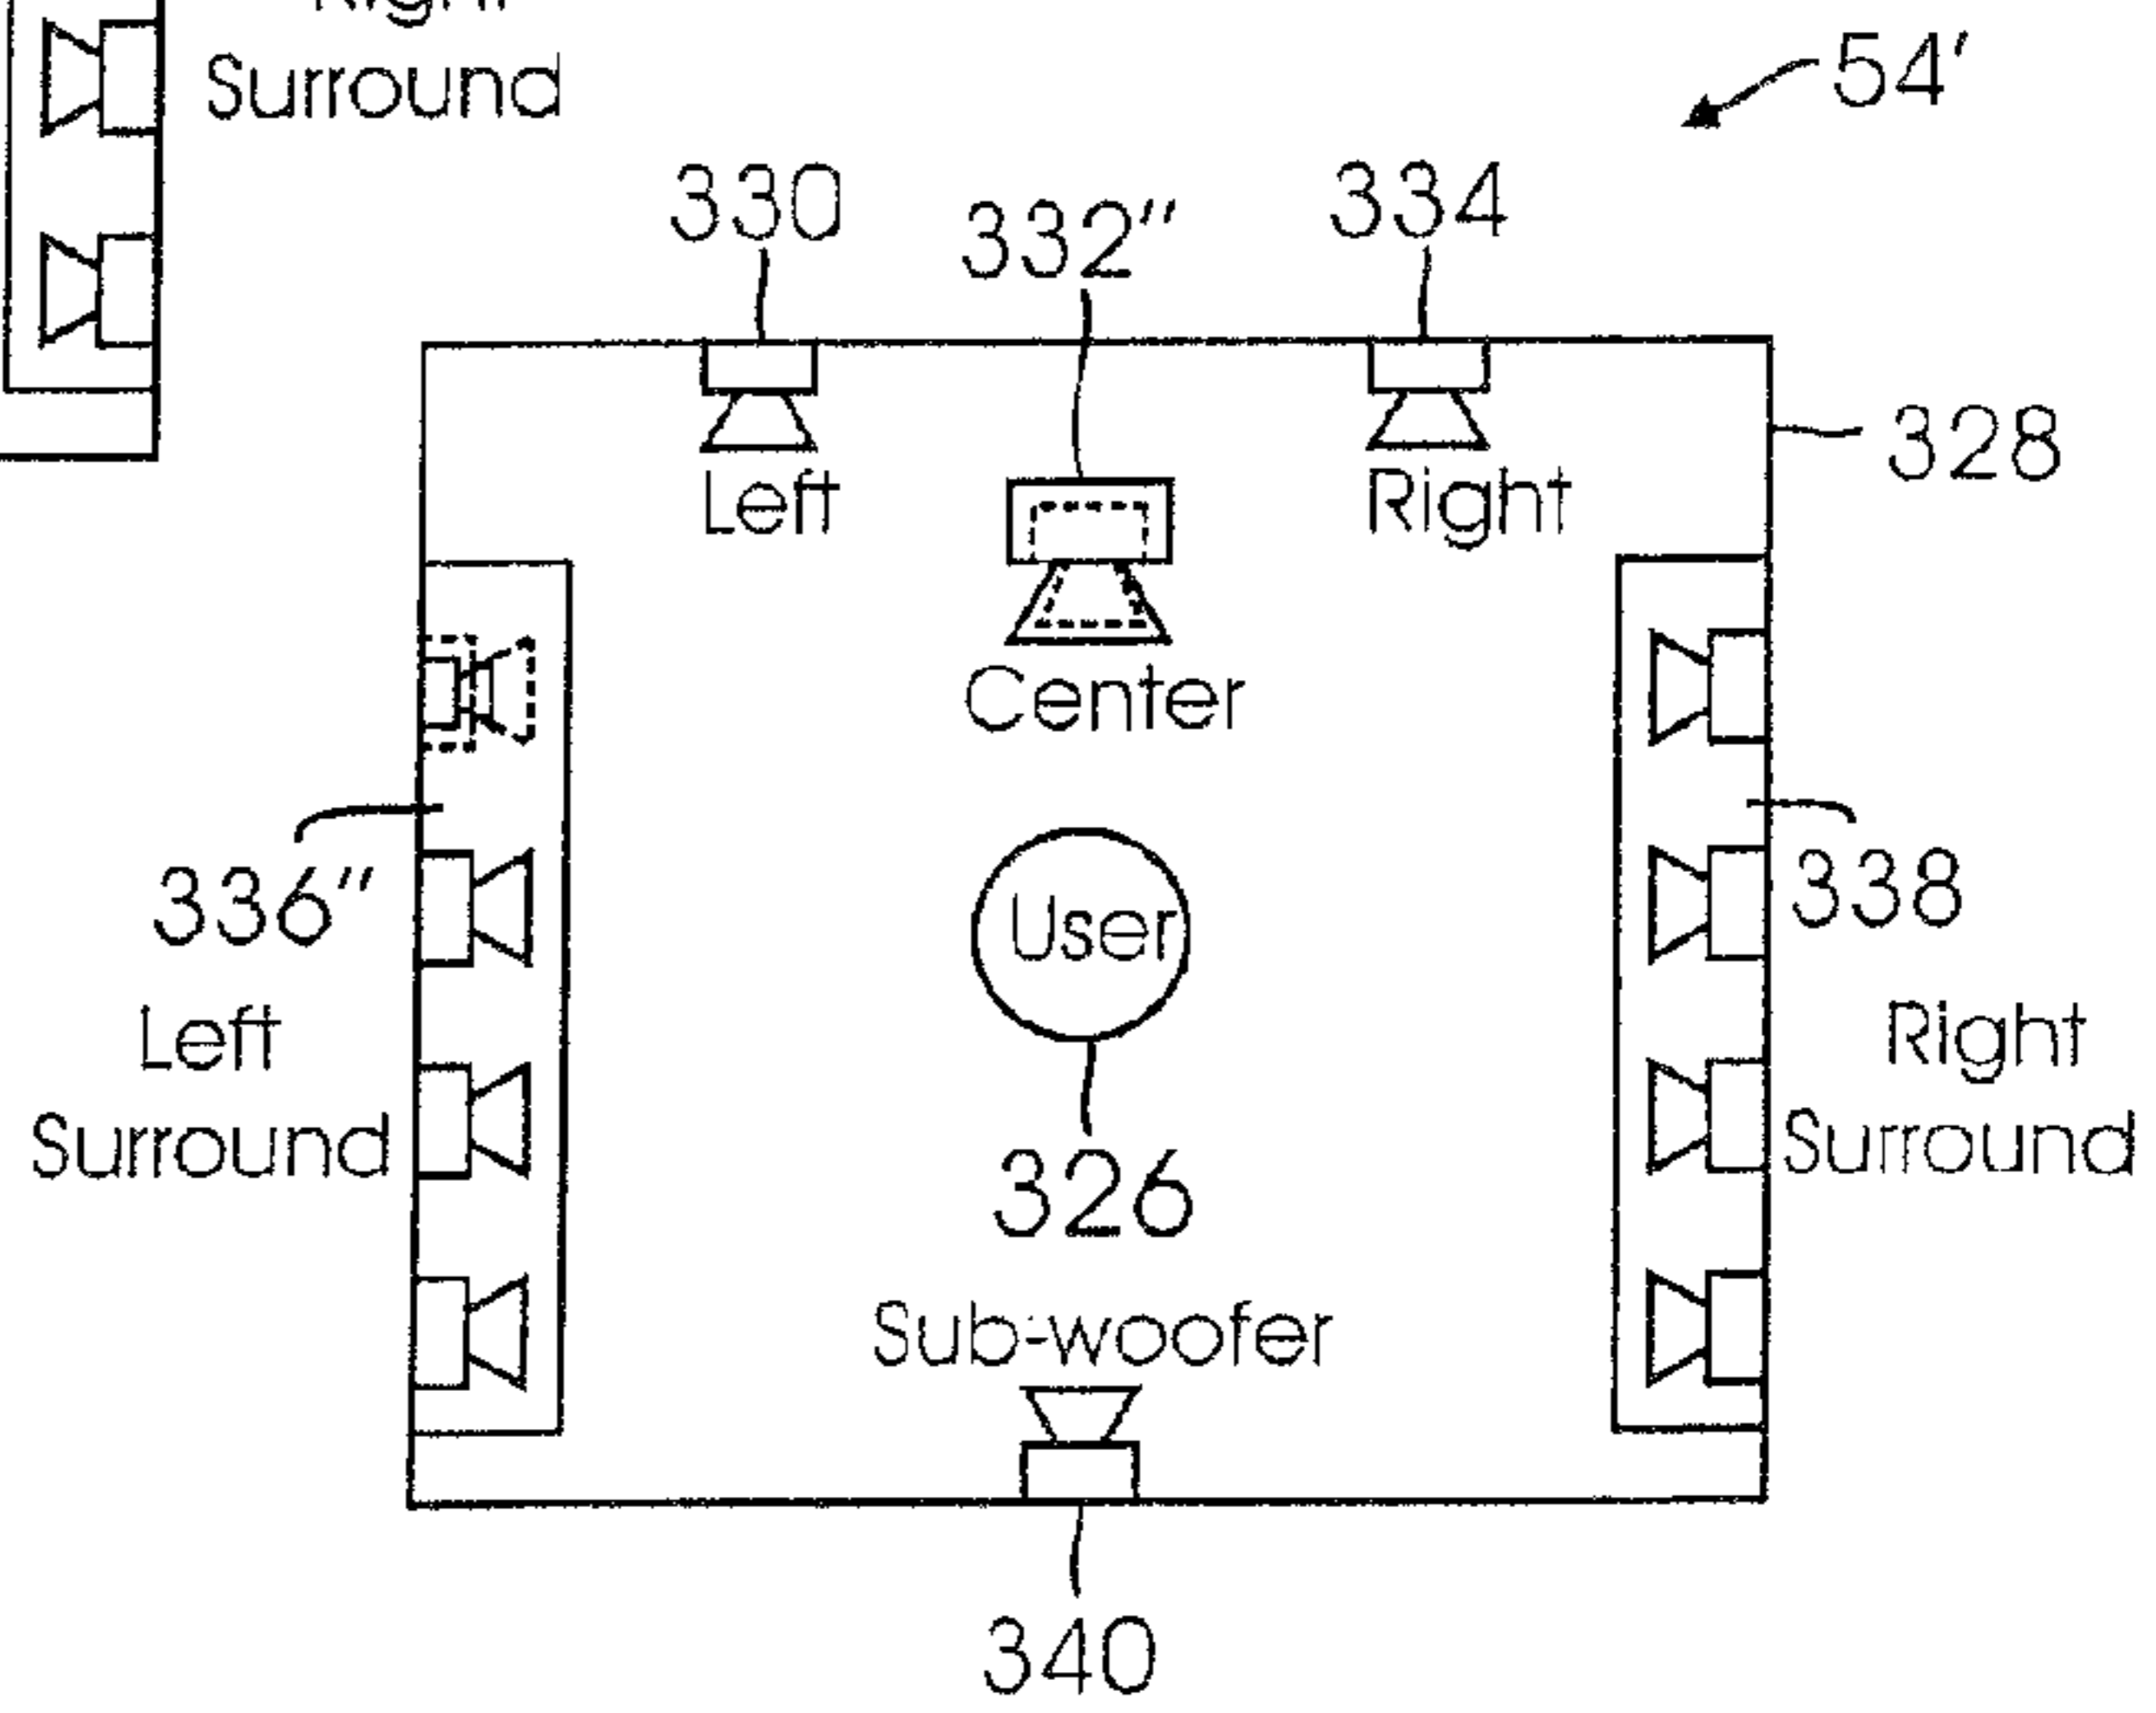 Surround
54′
330
332″
334
328
Left
Right
Center
336″
User
338
Left
Surround
Right
Surround
326
Sub-woofer
340